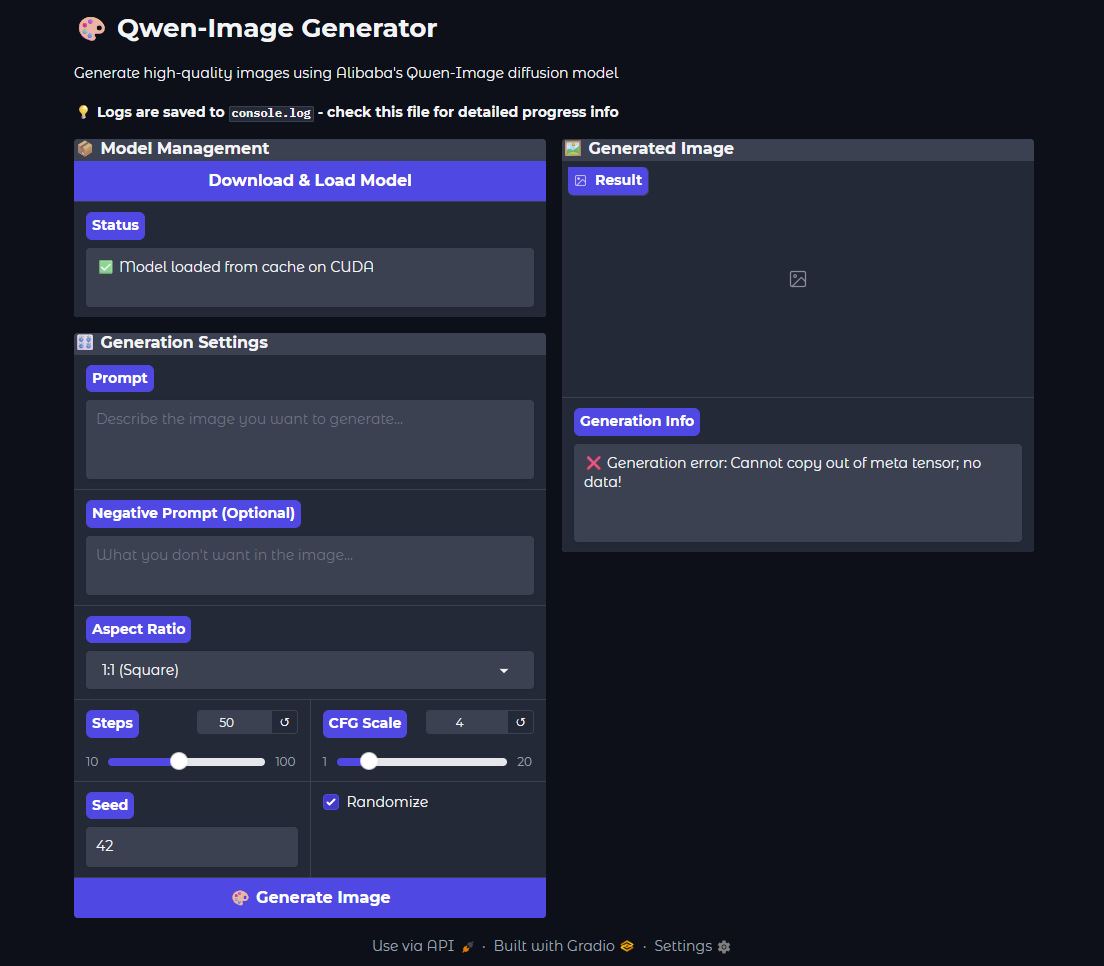 🎨 Qwen-Image Generator
Generate high-quality images using Alibaba's Qwen-Image diffusion model
💡 Logs are saved to console.log - check this file for detailed progress info
📦 Model Management
Download & Load Model
Status
✅ Model loaded from cache on CUDA
🎛️ Generation Settings
Prompt
Describe the image you want to generate...
Negative Prompt (Optional)
What you don't want in the image...
Aspect Ratio
1:1 (Square)
Steps
50
↺
10
100
CFG Scale
4
↺
1
20
Seed
42
Randomize
🎨 Generate Image
🖼️ Generated Image
Result
Generation Info
❌ Generation error: Cannot copy out of meta tensor; no
data!
Use via API 🚀 · Built with Gradio · Settings ⚙️